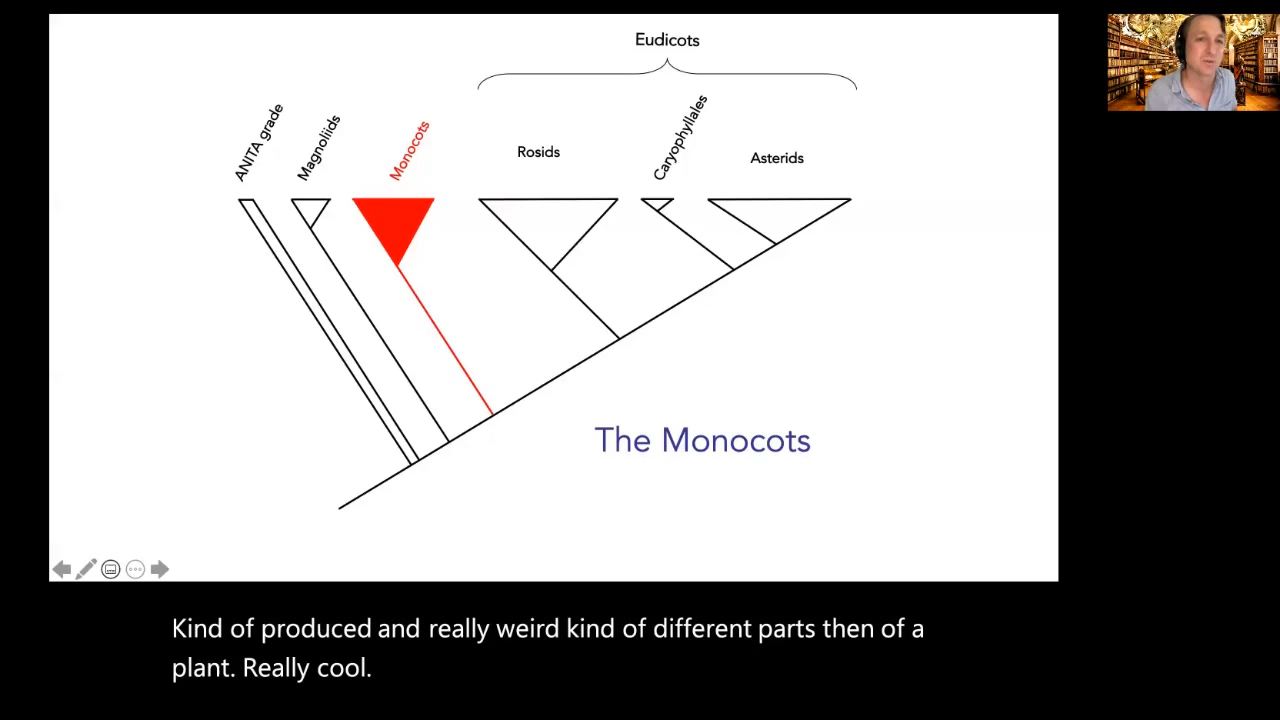 Eudicots
ANITA grade
Magnoliids
Monocots
Rosids
Caryophyllales
Asterids
The Monocots
Kind of produced and really weird kind of different parts then of a
plant. Really cool.